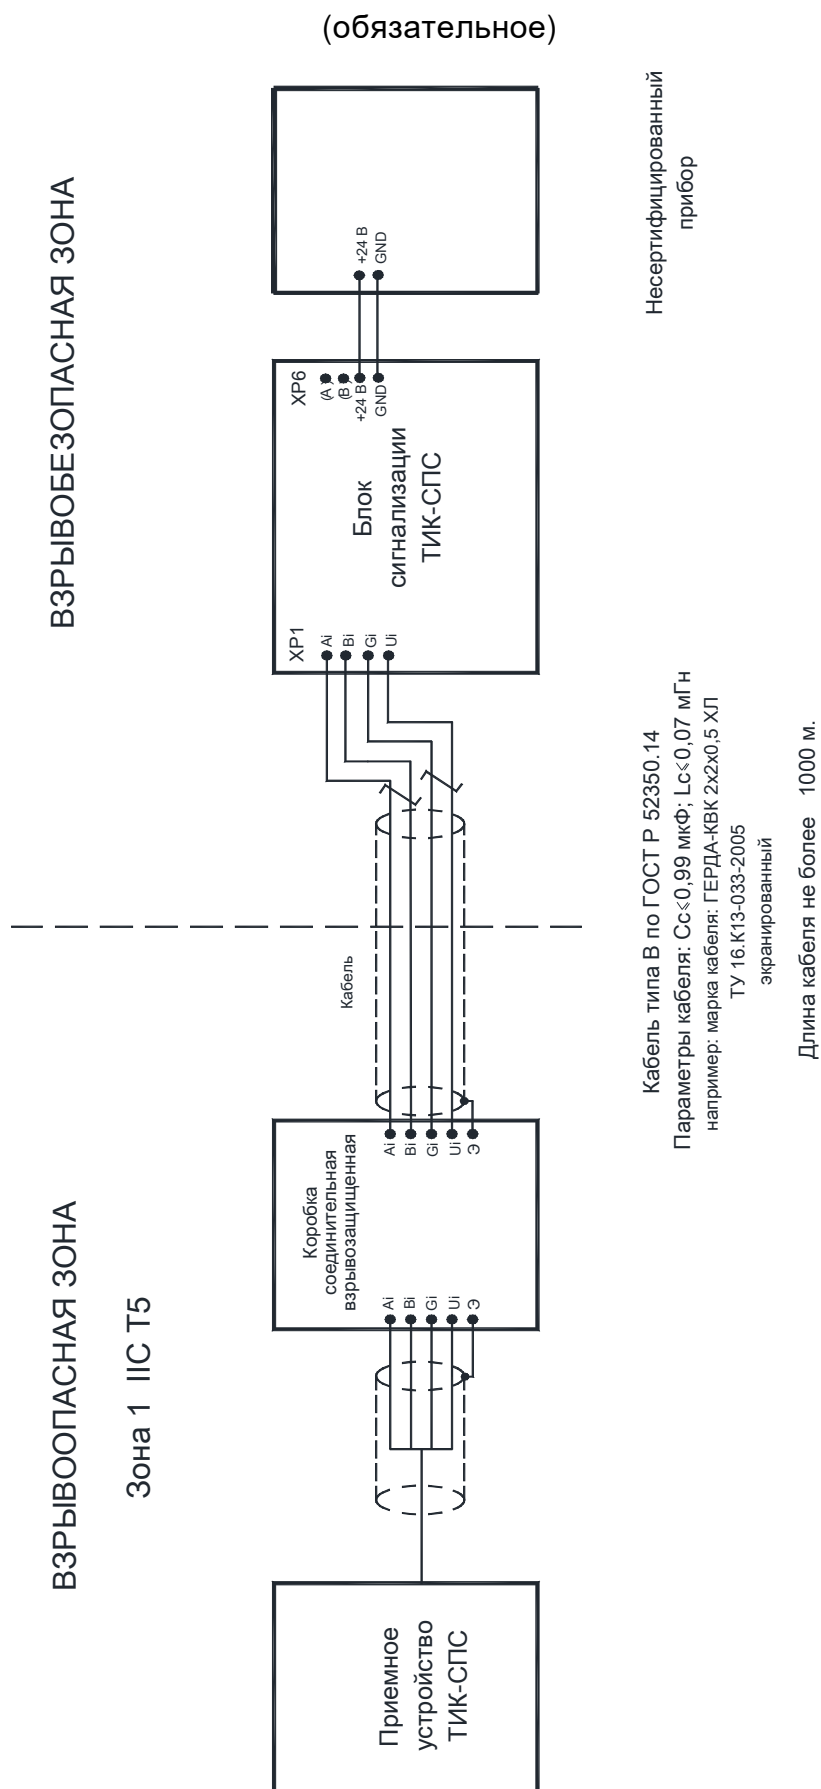 (обязательное)
ВЗРЫВООПАСНАЯ ЗОНА
Зона 1 IIС Т5
ВЗРЫВОБЕЗОПАСНАЯ ЗОНА
Приемное
устройство
ТИК-СПС
Коробка
соединительная
взрывозащищенная
Ai
Bi
Gi
Ui
Э
Ai
Bi
Gi
Ui
Э
Кабель
XP1
Ai
Bi
Gi
Ui
Блок
сигнализации
ТИК-СПС
XP6
(A)
(B)
+24 В
GND
+24 В
GND
Несертифицированный
прибор
Кабель типа В по ГОСТ Р 52350.14
Параметры кабеля: Сс⩽0,99 мкФ; Lc⩽0,07 мГн
например: марка кабеля: ГЕРДА-КВК 2х2х0,5 ХЛ
ТУ 16.К13-033-2005
экранированный
Длина кабеля не более 1000 м.